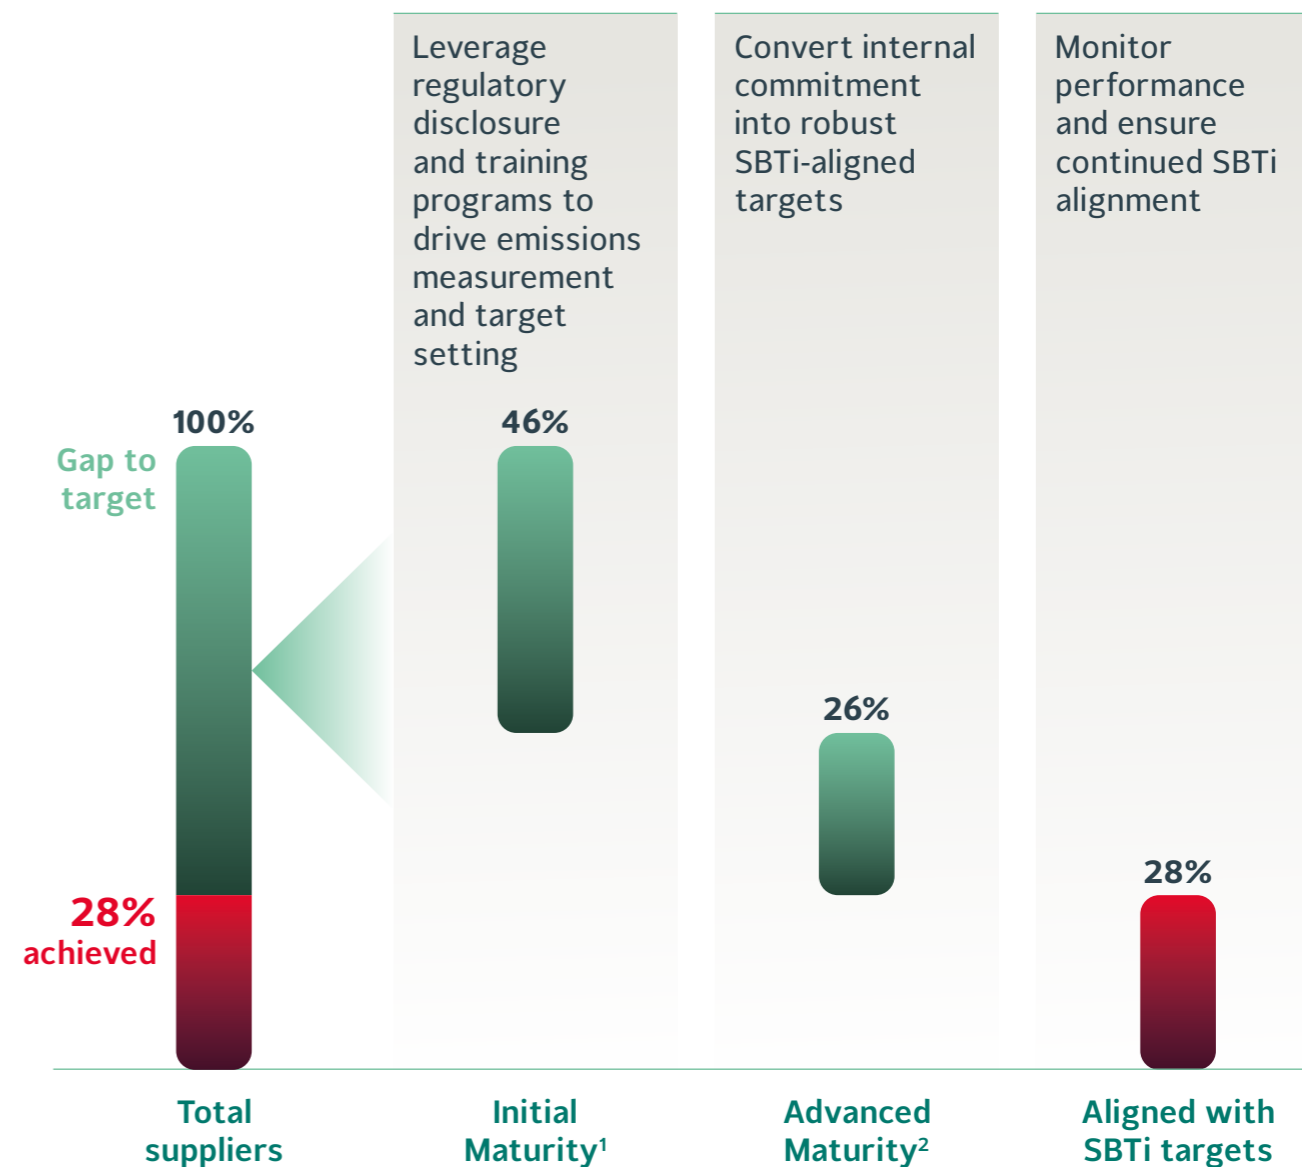 Leverage
regulatory
disclosure
and training
programs to
drive emissions
measurement
and target
setting
Convert internal
commitment
into robust
SBTi-aligned
targets
Monitor
performance
and ensure
continued SBTi
alignment
100%
Gap to
target
28%
achieved
46%
26%
28%
Total
suppliers
Initial
Maturity¹
Advanced
Maturity²
Aligned with
SBTi targets